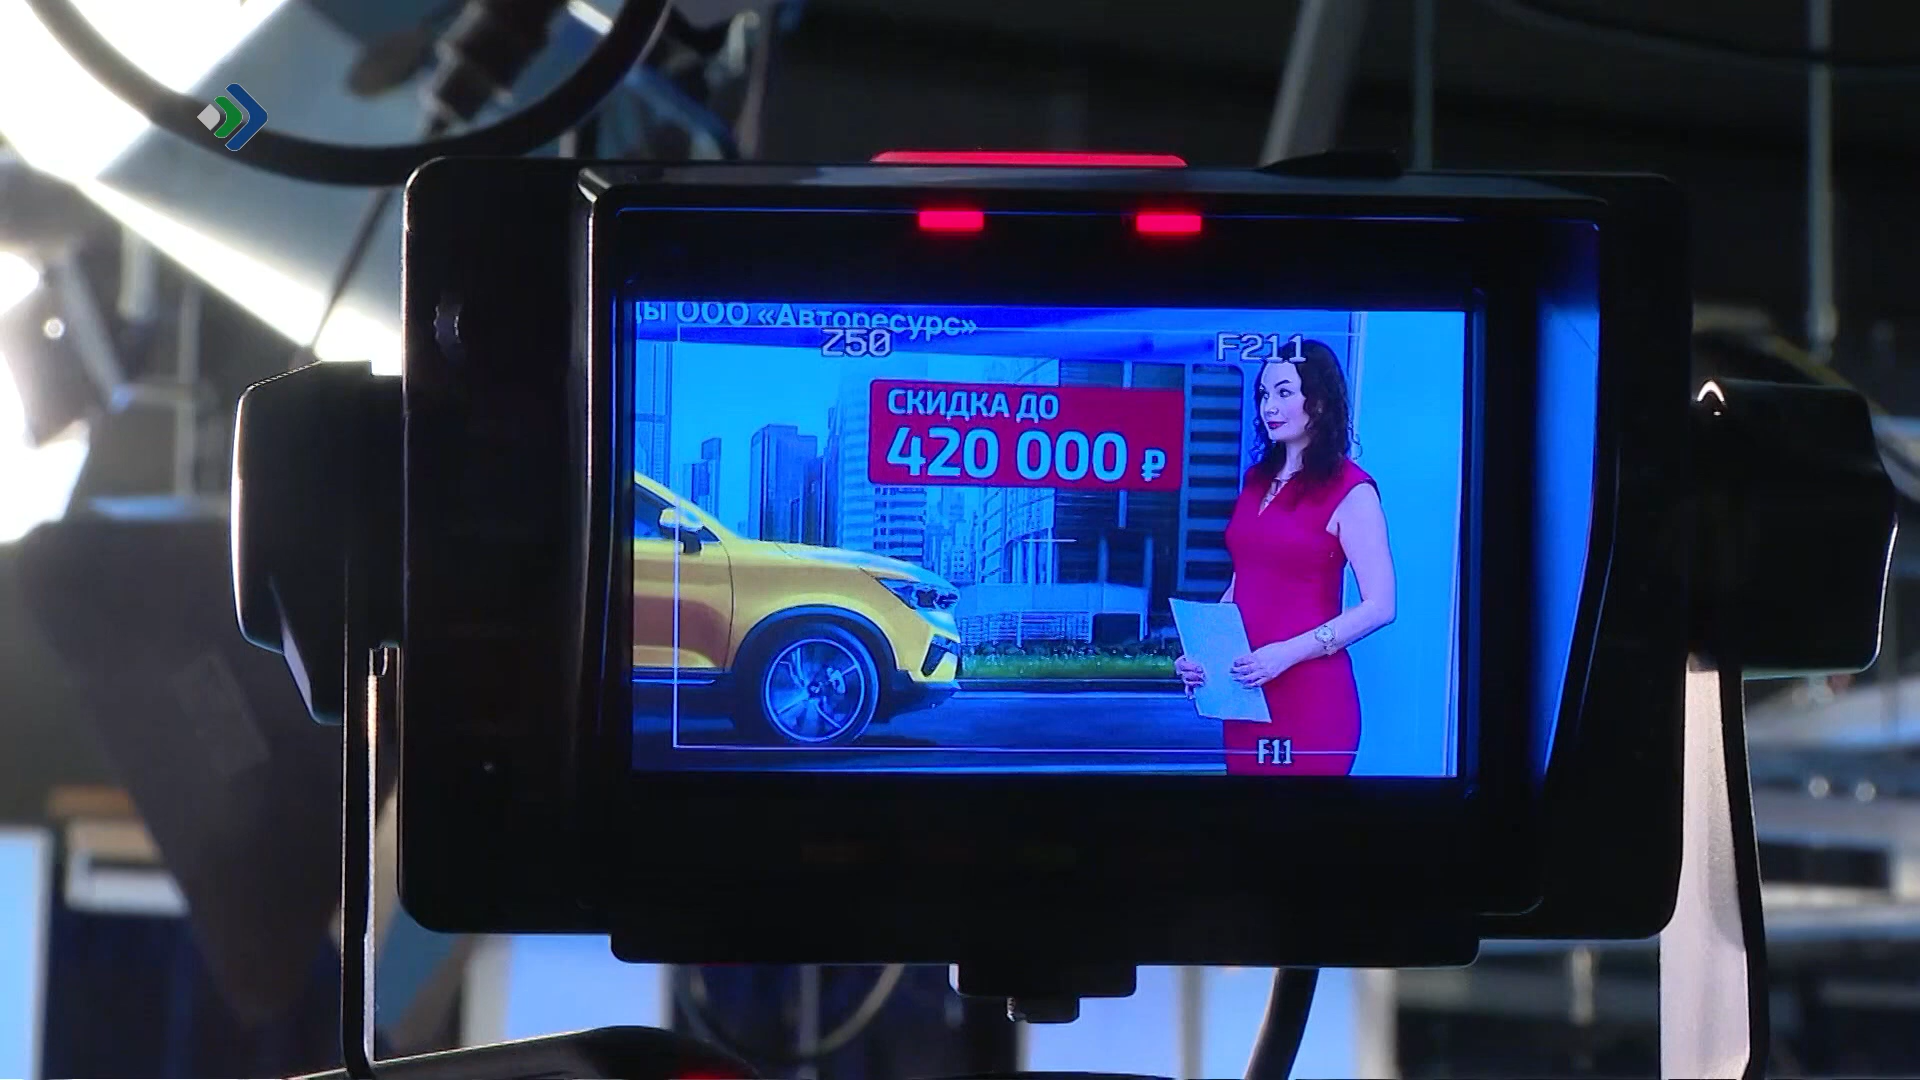 ды ООО «Авторесурс»
Z50
F211
СКИДКА ДО
420 000 ₽
F11